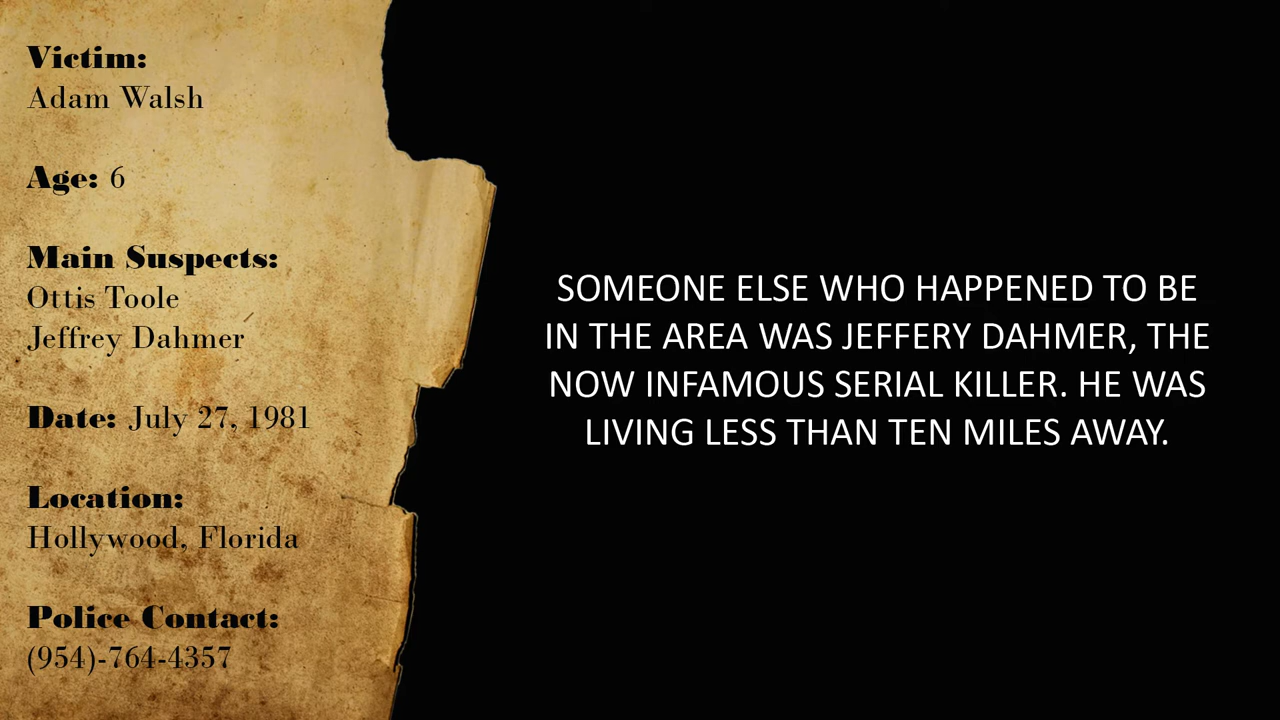 Victim:
Adam Walsh
Age: 6
Main Suspects:
Ottis Toole
Jeffrey Dahmer
Date: July 27, 1981
Location:
Hollywood, Florida
Police Contact:
(954)-764-4357
SOMEONE ELSE WHO HAPPENED TO BE
IN THE AREA WAS JEFFERY DAHMER, THE
NOW INFAMOUS SERIAL KILLER. HE WAS
LIVING LESS THAN TEN MILES AWAY.